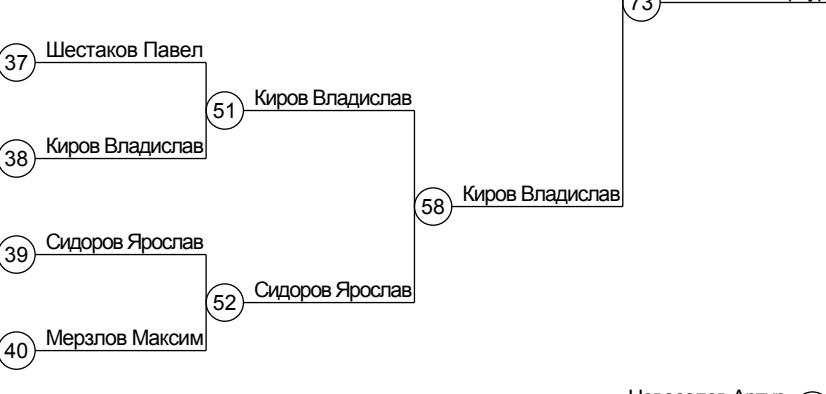 73
37 Шестаков Павел
51 Киров Владислав
38 Киров Владислав
58 Киров Владислав
39 Сидоров Ярослав
52 Сидоров Ярослав
40 Мерзлов Максим